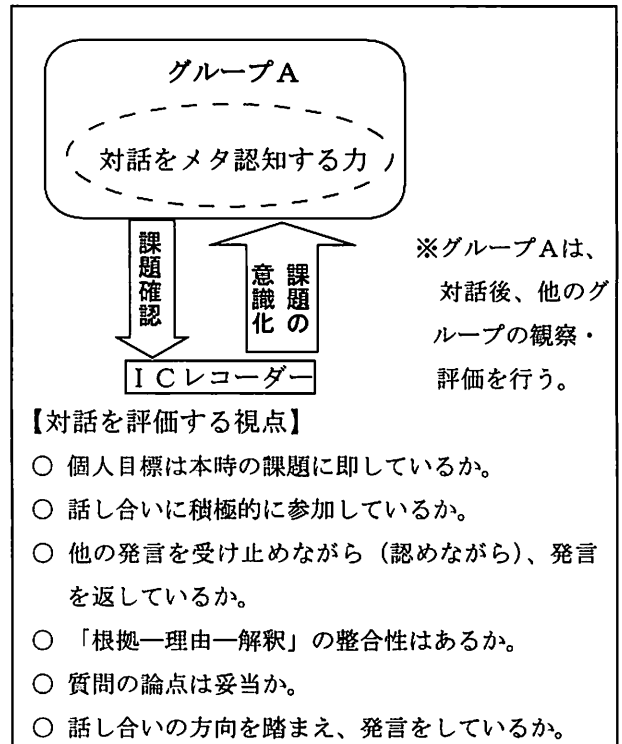 グループA
対話をメタ認知する力
課題確認
課題の
意識化
ICレコーダー
※グループAは、
対話後、他のグ
ループの観察・
評価を行う。
【対話を評価する視点】
○ 個人目標は本時の課題に即しているか。
○ 話し合いに積極的に参加しているか。
○ 他の発言を受け止めながら（認めながら）、発言
を返しているか。
○ 「根拠―理由―解釈」の整合性はあるか。
○ 質問の論点は妥当か。
○ 話し合いの方向を踏まえ、発言をしているか。